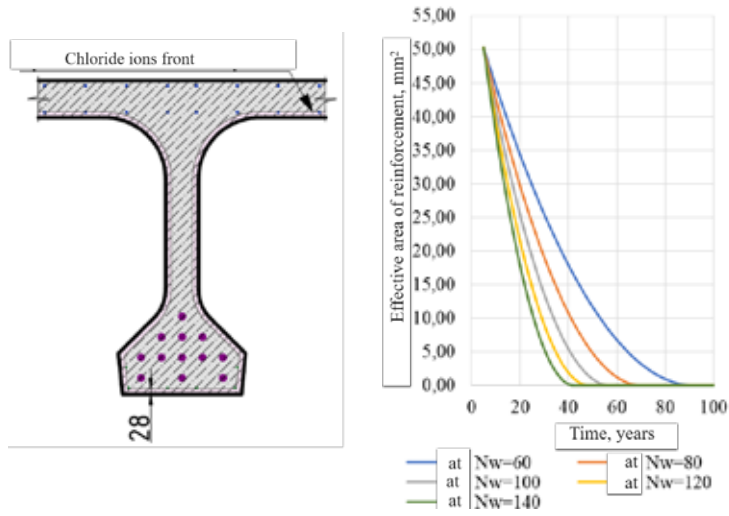 Chloride ions front
28
Effective area of reinforcement, mm²
55,00
50,00
45,00
40,00
35,00
30,00
25,00
20,00
15,00
10,00
5,00
0,00
0 20 40 60 80 100
Time, years
at Nw=60 at Nw=80
at Nw=100 at Nw=120
at Nw=140